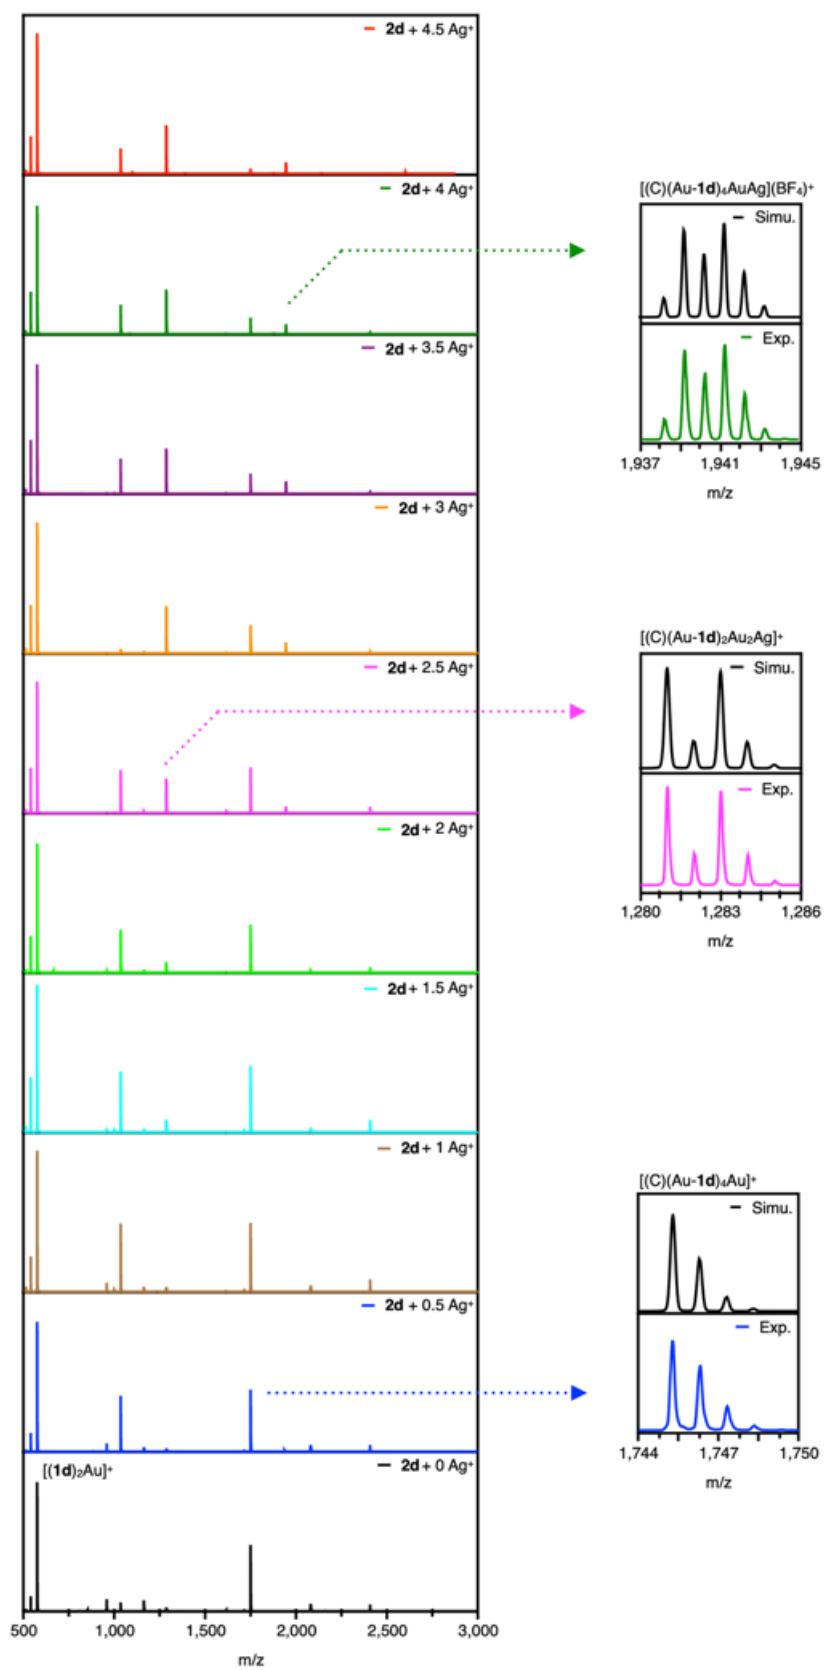 2d + 4.5 Ag⁺
2d + 4 Ag⁺
2d + 3.5 Ag⁺
2d + 3 Ag⁺
2d + 2.5 Ag⁺
2d + 2 Ag⁺
2d + 1.5 Ag⁺
2d + 1 Ag⁺
2d + 0.5 Ag⁺
[(1d)₂Au]⁺
2d + 0 Ag⁺
500 1,000 1,500 2,000 2,500 3,000
m/z
[(C)(Au-1d)₄AuAg](BF₄)⁺
Simu.
Exp.
1,937 1,941 1,945
m/z
[(C)(Au-1d)₂Au₂Ag]⁺
Simu.
Exp.
1,280 1,283 1,286
m/z
[(C)(Au-1d)₄Au]⁺
Simu.
Exp.
1,744 1,747 1,750
m/z